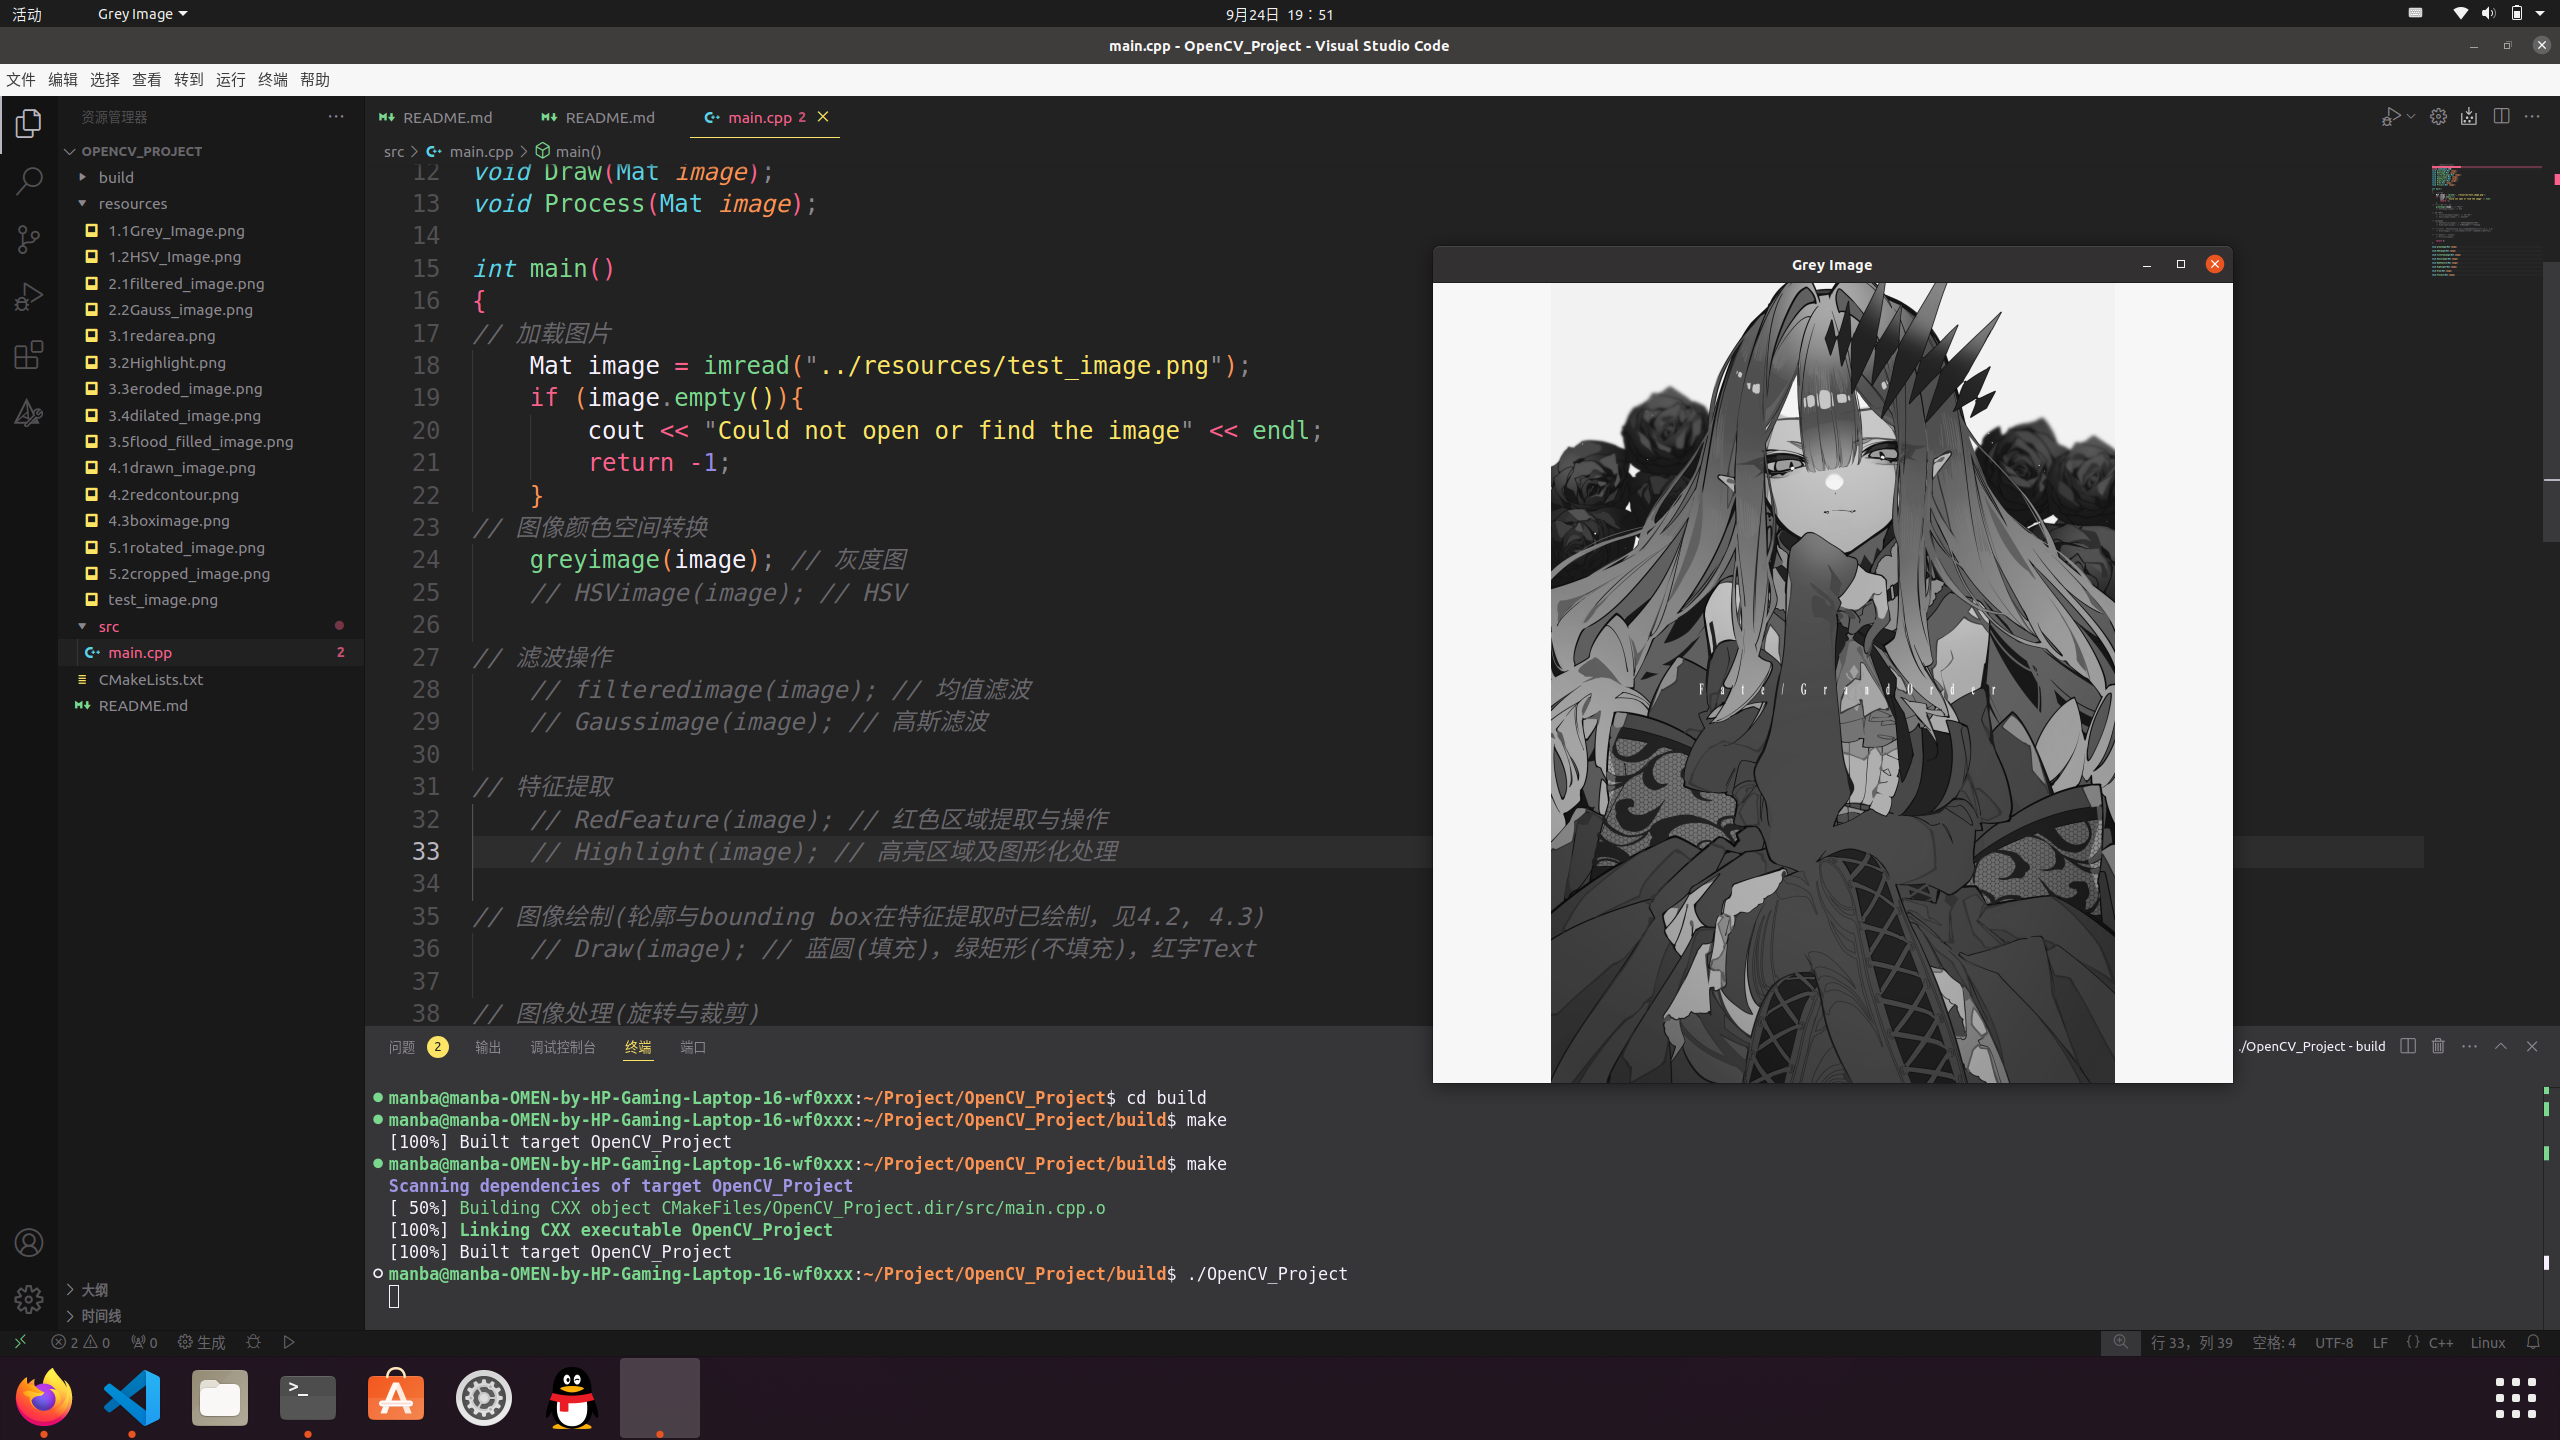 活动
Grey Image
9月24日 19：51
main.cpp - OpenCV_Project - Visual Studio Code
文件 编辑 选择 查看 转到 运行 终端 帮助
资源管理器
OPENCV_PROJECT
build
resources
1.1Grey_Image.png
1.2HSV_Image.png
2.1filtered_image.png
2.2Gauss_image.png
3.1redarea.png
3.2Highlight.png
3.3eroded_image.png
3.4dilated_image.png
3.5flood_filled_image.png
4.1drawn_image.png
4.2redcontour.png
4.3boximage.png
5.1rotated_image.png
5.2cropped_image.png
test_image.png
src
main.cpp 2
CMakeLists.txt
README.md
大纲
时间线
README.md README.md main.cpp 2
src main.cpp main()
12 void Draw(Mat image);
13 void Process(Mat image);
14
15 int main()
16 {
17 // 加载图片
18 Mat image = imread("../resources/test_image.png");
19 if (image.empty()){
20 cout << "Could not open or find the image" << endl;
21 return -1;
22 }
23 // 图像颜色空间转换
24 greyimage(image); // 灰度图
25 // HSVimage(image); // HSV
26
27 // 滤波操作
28 // filteredimage(image); // 均值滤波
29 // Gaussimage(image); // 高斯滤波
30
31 // 特征提取
32 // RedFeature(image); // 红色区域提取与操作
33 // Highlight(image); // 高亮区域及图形化处理
34
35 // 图像绘制(轮廓与bounding box在特征提取时已绘制，见4.2, 4.3)
36 // Draw(image); // 蓝圆(填充)，绿矩形(不填充)，红字Text
37
38 // 图像处理(旋转与裁剪)
Grey Image
Fate/GrandOrder
问题 2 输出 调试控制台 终端 端口
./OpenCV_Project - build
manba@manba-OMEN-by-HP-Gaming-Laptop-16-wf0xxx:~/Project/OpenCV_Project$ cd build
manba@manba-OMEN-by-HP-Gaming-Laptop-16-wf0xxx:~/Project/OpenCV_Project/build$ make
[100%] Built target OpenCV_Project
manba@manba-OMEN-by-HP-Gaming-Laptop-16-wf0xxx:~/Project/OpenCV_Project/build$ make
Scanning dependencies of target OpenCV_Project
[ 50%] Building CXX object CMakeFiles/OpenCV_Project.dir/src/main.cpp.o
[100%] Linking CXX executable OpenCV_Project
[100%] Built target OpenCV_Project
manba@manba-OMEN-by-HP-Gaming-Laptop-16-wf0xxx:~/Project/OpenCV_Project/build$ ./OpenCV_Project
2 0 0 生成
行 33，列 39 空格: 4 UTF-8 LF {} C++ Linux